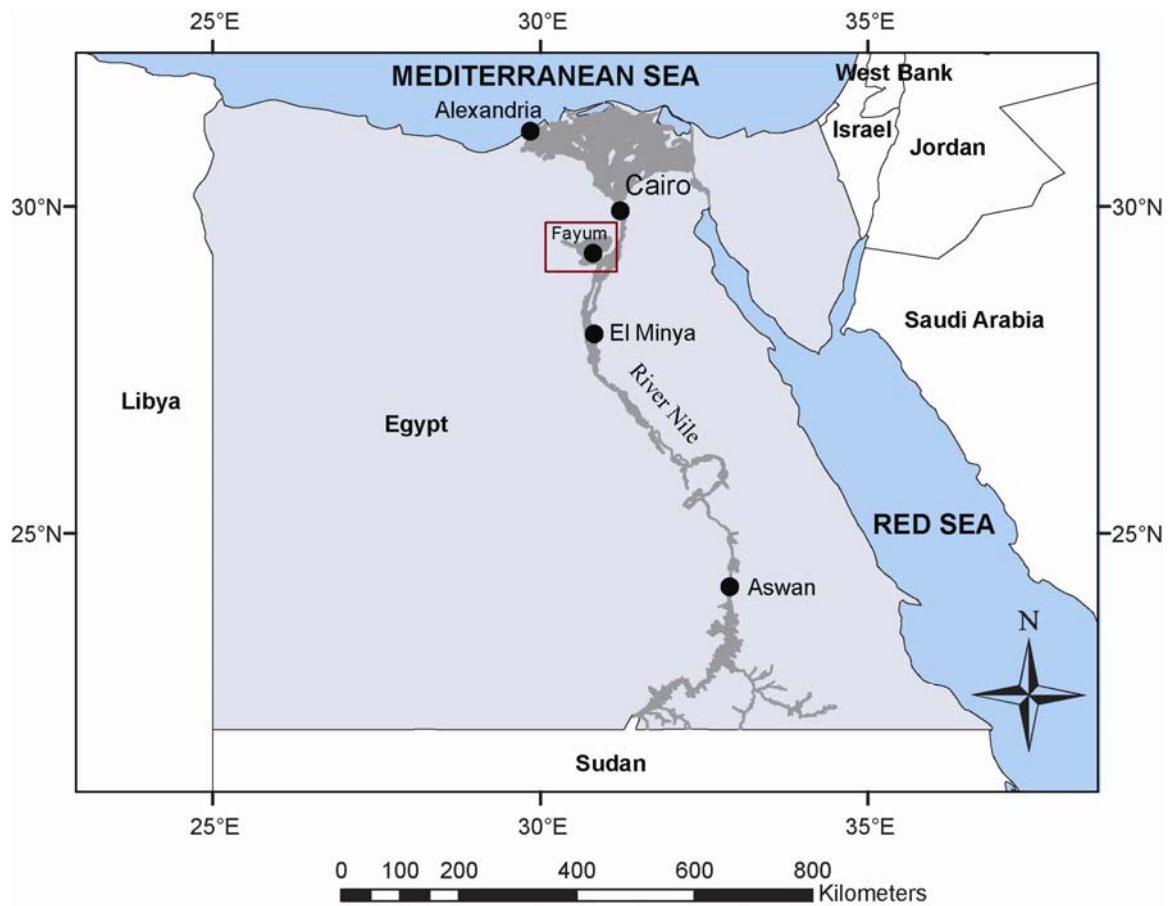 25°E 30°E 35°E
MEDITERRANEAN SEA
West Bank
Alexandria
Israel
Jordan
Cairo
30°N 30°N
Fayum
Saudi Arabia
El Minya
River Nile
Libya
Egypt
RED SEA
25°N 25°N
Aswan
N
Sudan
25°E 30°E 35°E
0 100 200 400 600 800
Kilometers